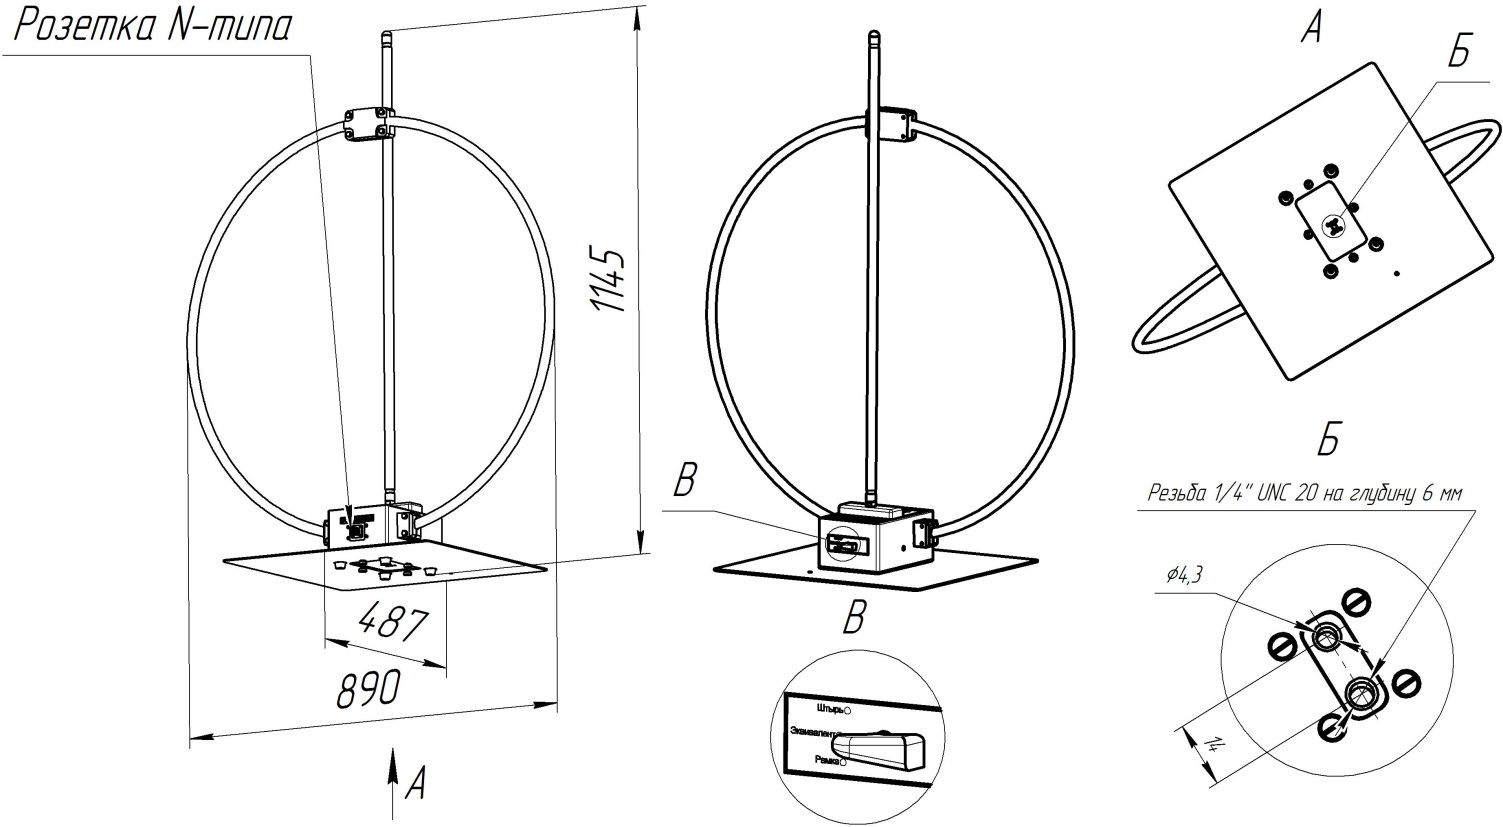 Розетка N-типа
1145
487
890
А
В
В
Штырь
Эквивалент
Рамка
А
Б
Б
Резьба 1/4" UNC 20 на глубину 6 мм
Ø4,3
14